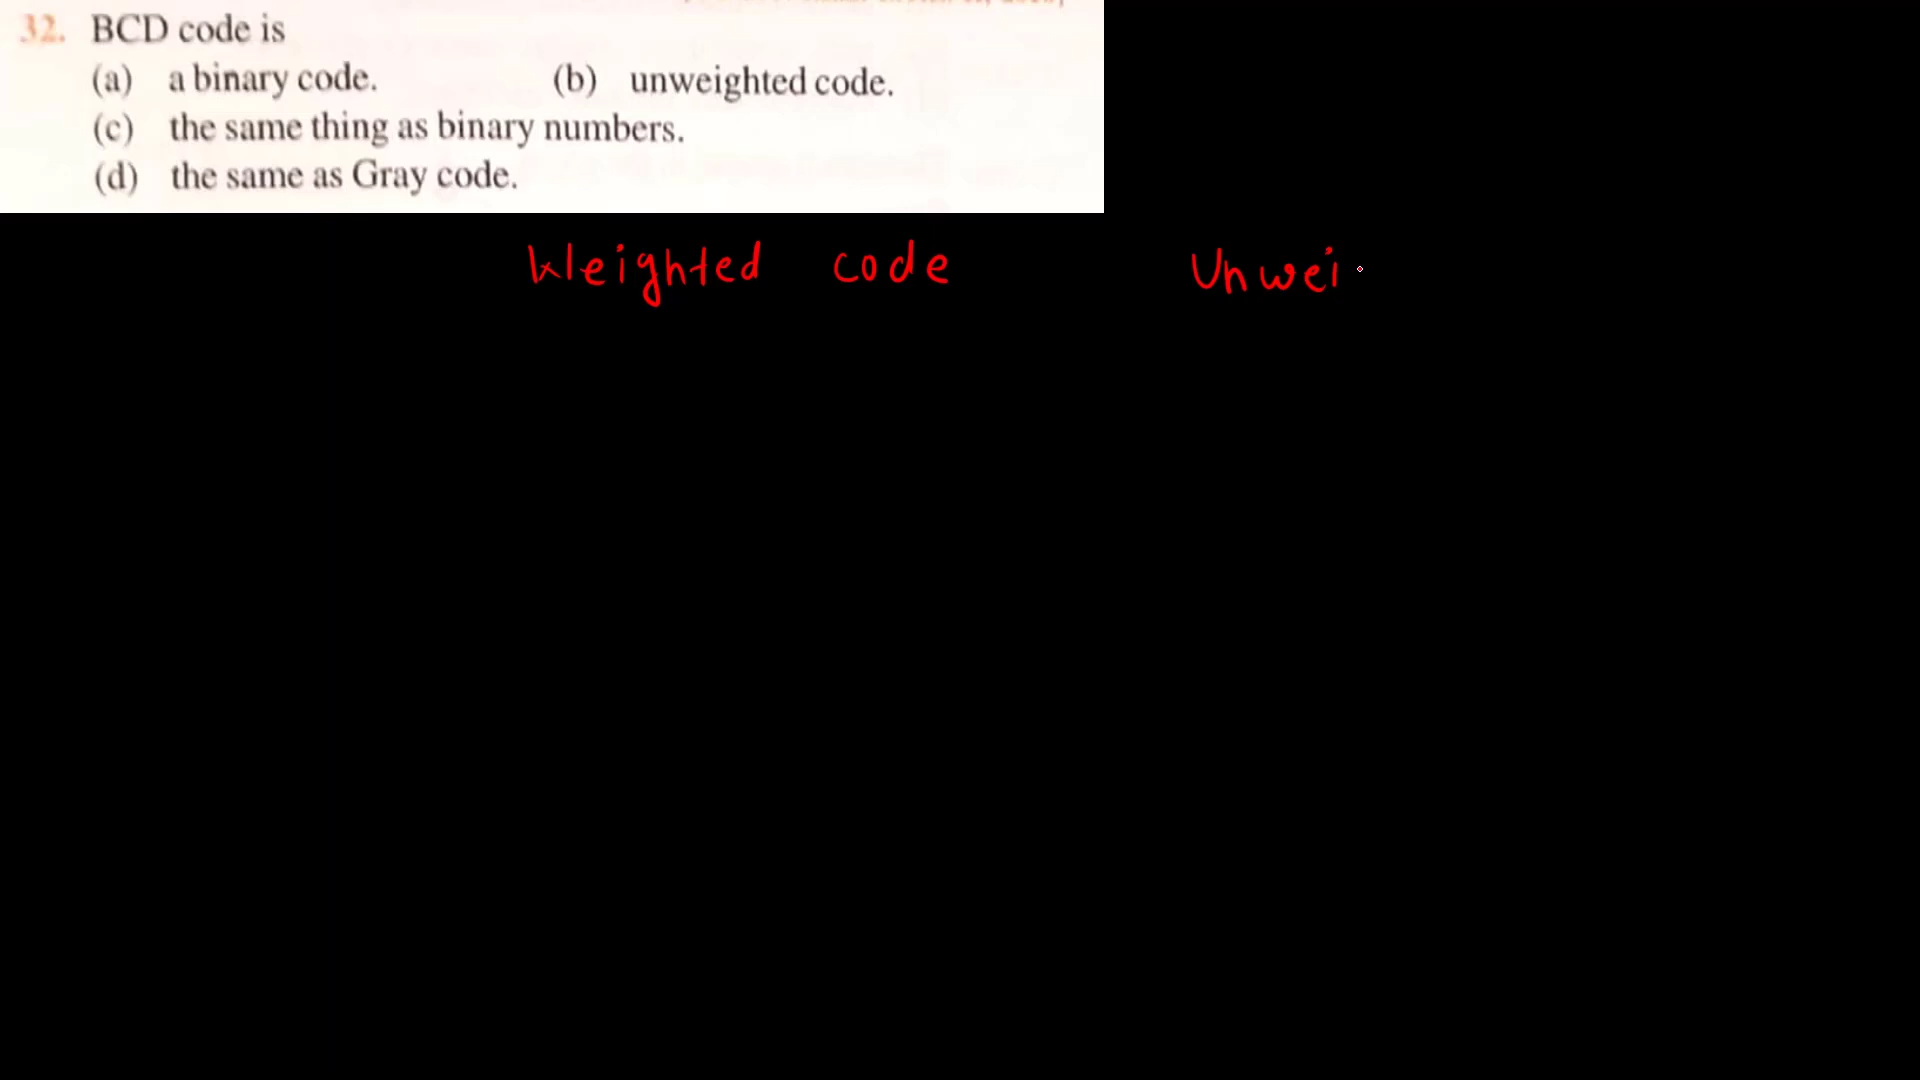 32. BCD code is
(a) a binary code. (b) unweighted code.
(c) the same thing as binary numbers.
(d) the same as Gray code.
Weighted code Unwei